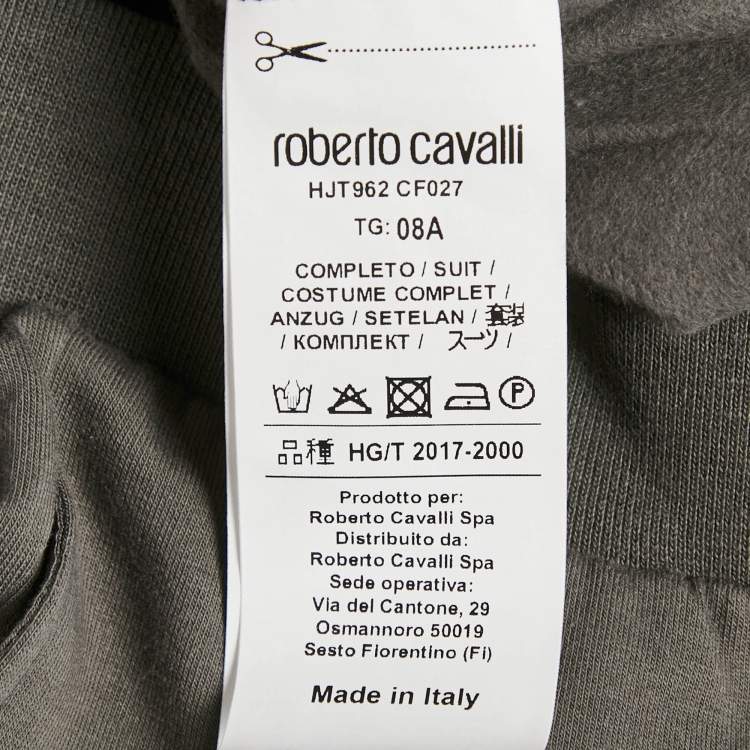 roberto cavalli
HJT962 CF027
TG: 08A
COMPLETO / SUIT /
COSTUME COMPLET /
ANZUG / SETELAN / 套装
/ КОМПЛЕКТ / スーツ /
P
品種 HG/T 2017-2000
Prodotto per:
Roberto Cavalli Spa
Distribuito da:
Roberto Cavalli Spa
Sede operativa:
Via del Cantone, 29
Osmannoro 50019
Sesto Fiorentino (Fi)
Made in Italy